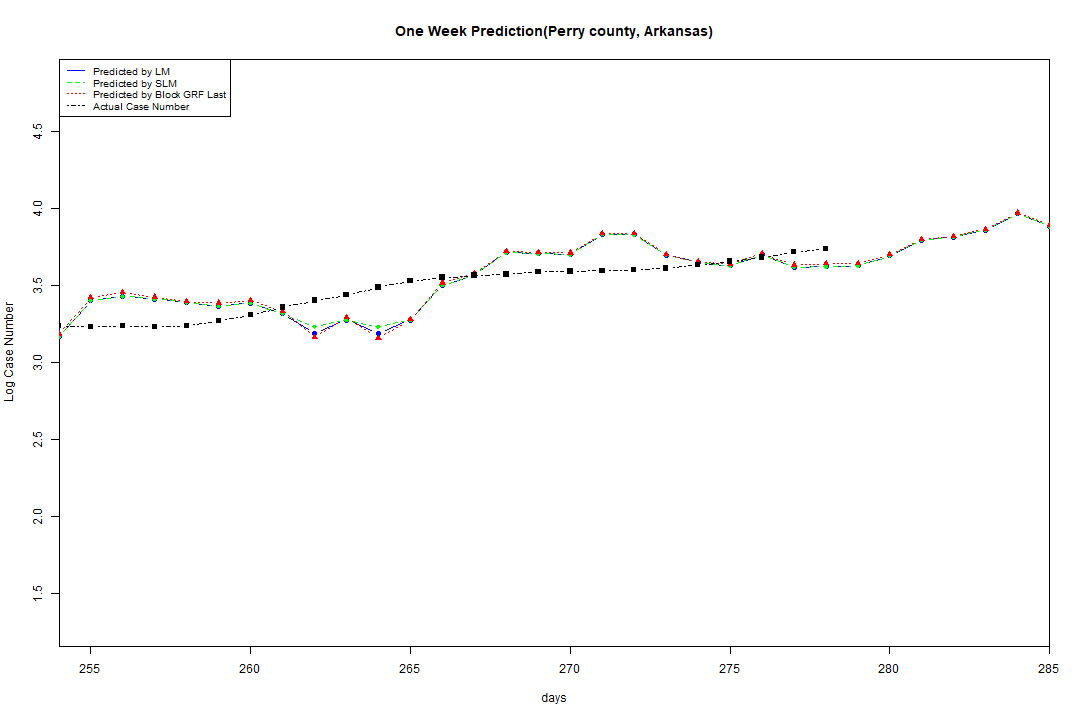 One Week Prediction(Perry county, Arkansas)
Predicted by LM
Predicted by SLM
Predicted by Block GRF Last
Actual Case Number
4.5
4.0
3.5
3.0
2.5
2.0
1.5
Log Case Number
255 260 265 270 275 280 285
days